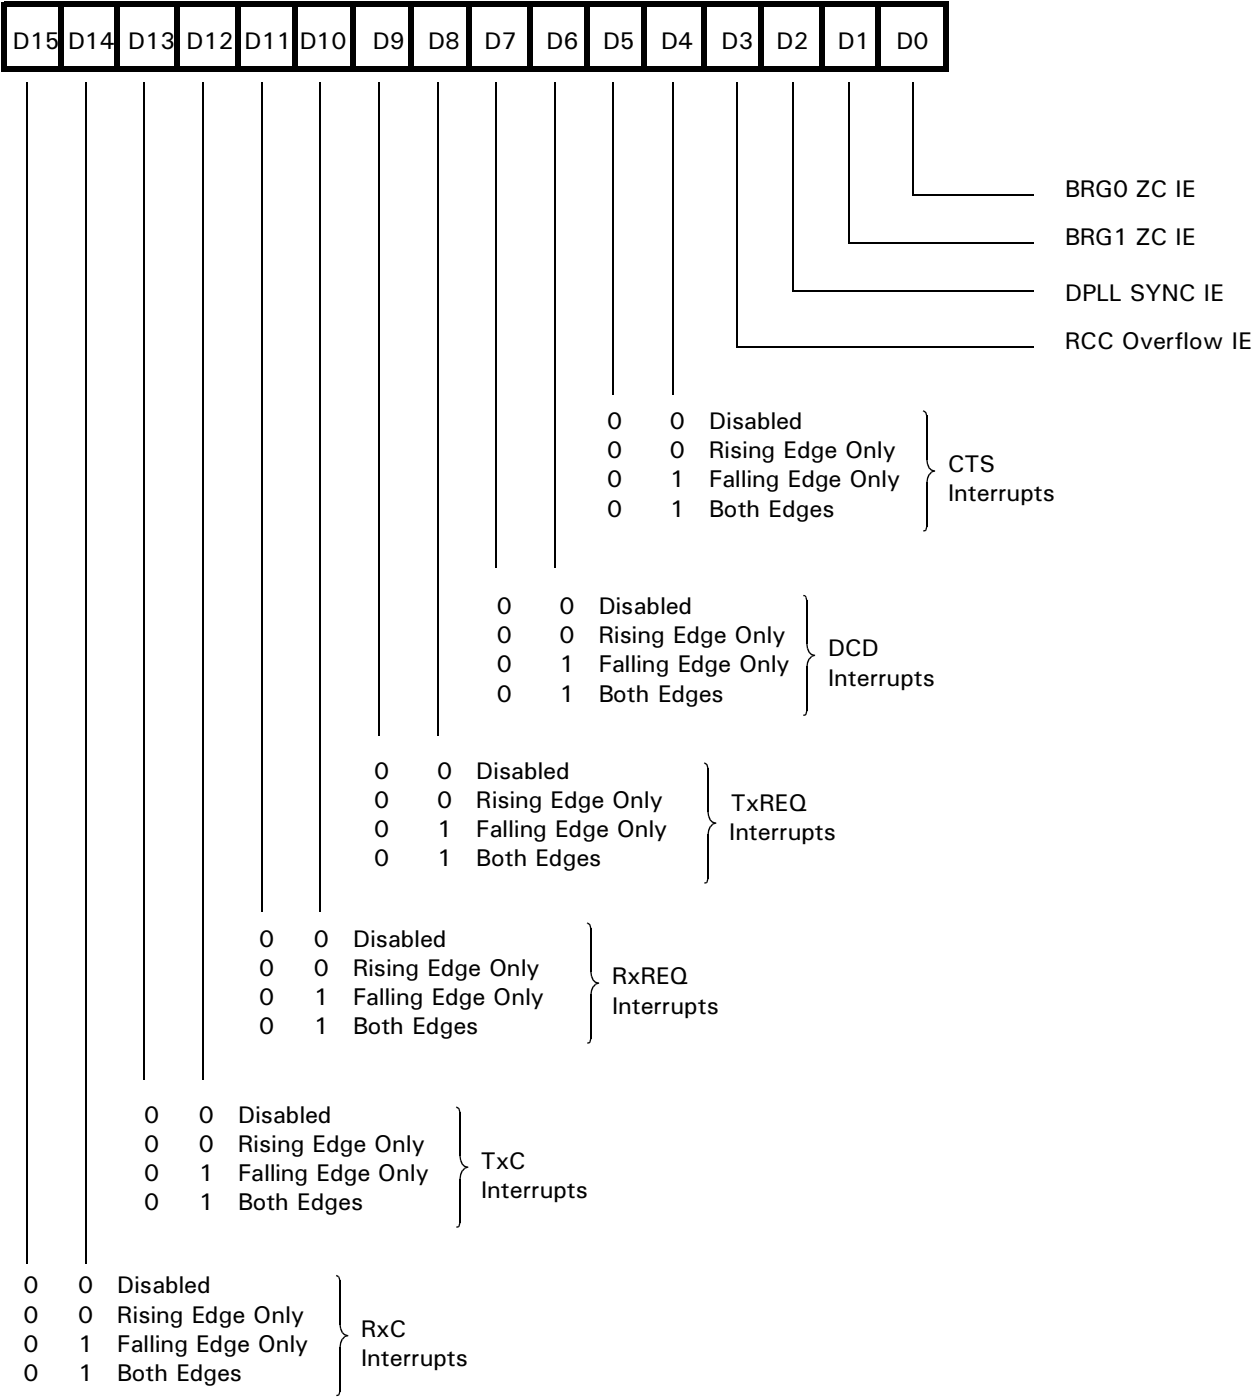 D15 D14 D13 D12 D11 D10 D9 D8 D7 D6 D5 D4 D3 D2 D1 D0
BRG0 ZC IE
BRG1 ZC IE
DPLL SYNC IE
RCC Overflow IE
0 0 Disabled
0 0 Rising Edge Only
0 1 Falling Edge Only
0 1 Both Edges
CTS
Interrupts
0 0 Disabled
0 0 Rising Edge Only
0 1 Falling Edge Only
0 1 Both Edges
DCD
Interrupts
0 0 Disabled
0 0 Rising Edge Only
0 1 Falling Edge Only
0 1 Both Edges
TxREQ
Interrupts
0 0 Disabled
0 0 Rising Edge Only
0 1 Falling Edge Only
0 1 Both Edges
RxREQ
Interrupts
0 0 Disabled
0 0 Rising Edge Only
0 1 Falling Edge Only
0 1 Both Edges
TxC
Interrupts
0 0 Disabled
0 0 Rising Edge Only
0 1 Falling Edge Only
0 1 Both Edges
RxC
Interrupts